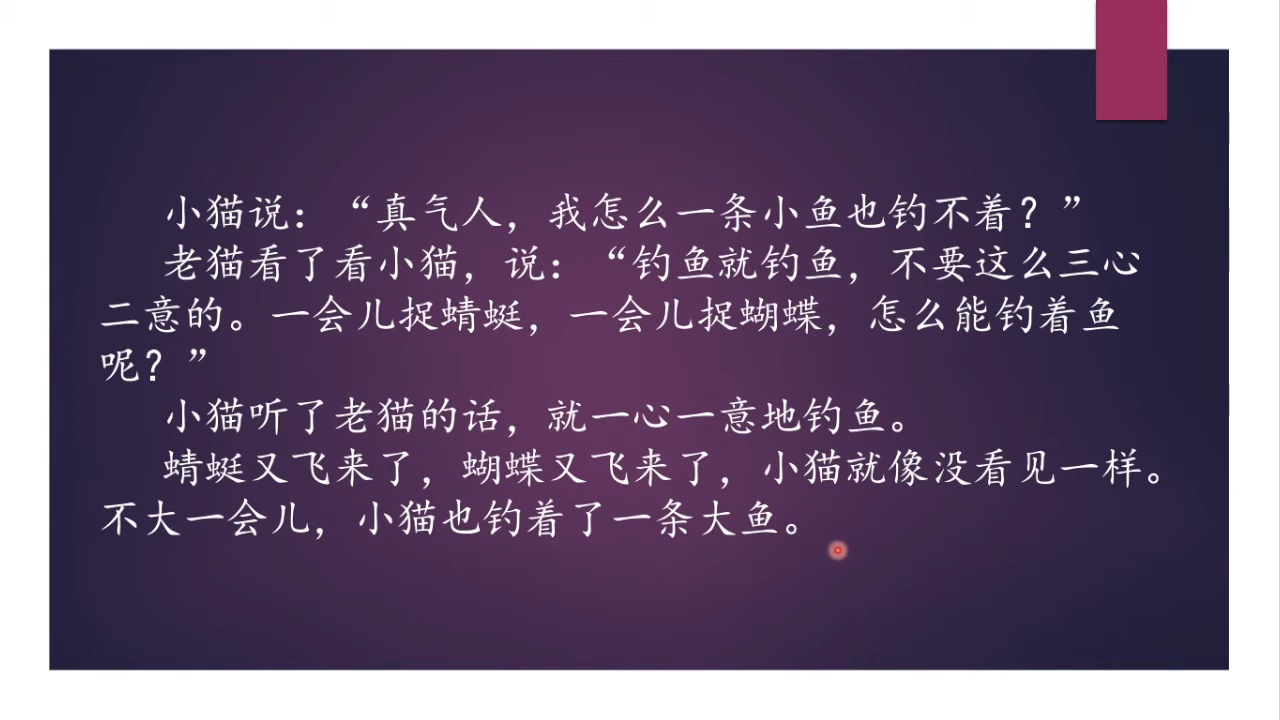 小猫说：“真气人，我怎么一条小鱼也钓不着？”
老猫看了看小猫，说：“钓鱼就钓鱼，不要这么三心
二意的。一会儿捉蜻蜓，一会儿捉蝴蝶，怎么能钓着鱼
呢？”
小猫听了老猫的话，就一心一意地钓鱼。
蜻蜓又飞来了，蝴蝶又飞来了，小猫就像没看见一样。
不大一会儿，小猫也钓着了一条大鱼。